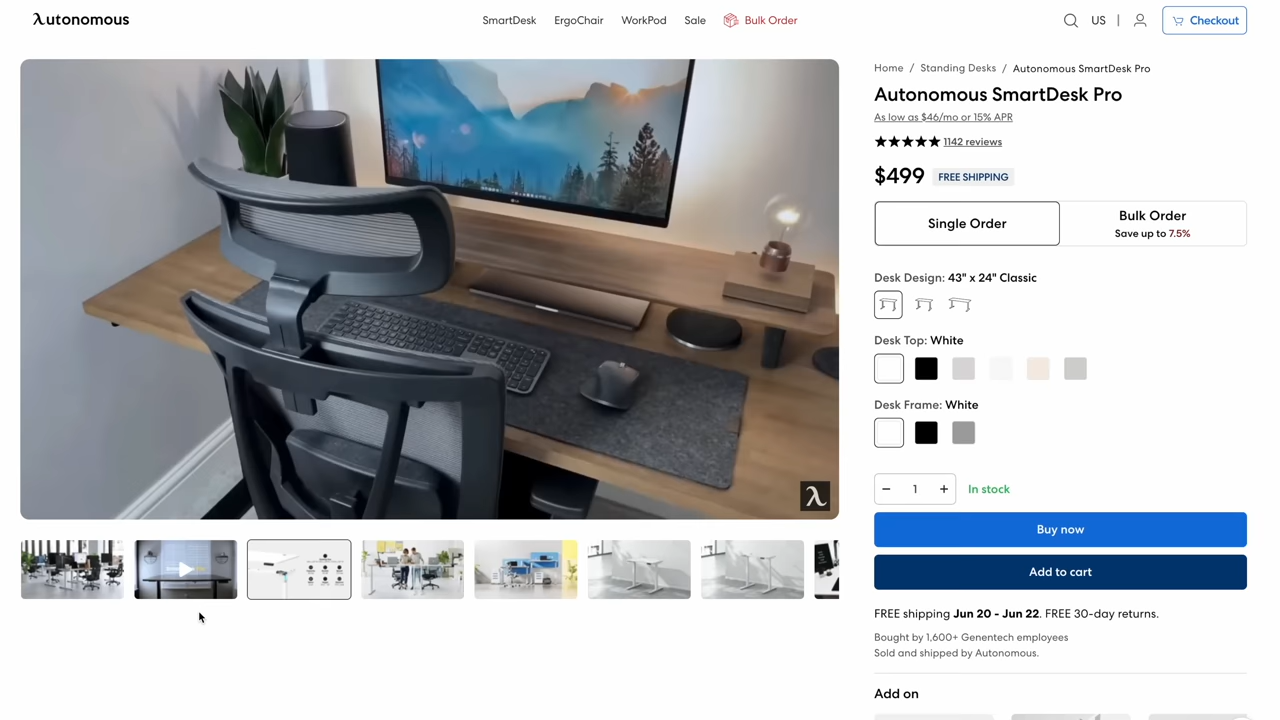 λutonomous
SmartDesk ErgoChair WorkPod Sale Bulk Order
US | Checkout
Home / Standing Desks / Autonomous SmartDesk Pro
Autonomous SmartDesk Pro
As low as $46/mo or 15% APR
★★★★★ 1142 reviews
$499 FREE SHIPPING
Single Order
Bulk Order
Save up to 7.5%
Desk Design: 43" x 24" Classic
Desk Top: White
Desk Frame: White
− 1 + In stock
Buy now
Add to cart
FREE shipping Jun 20 - Jun 22. FREE 30-day returns.
Bought by 1,600+ Genentech employees
Sold and shipped by Autonomous.
Add on
LG
λ